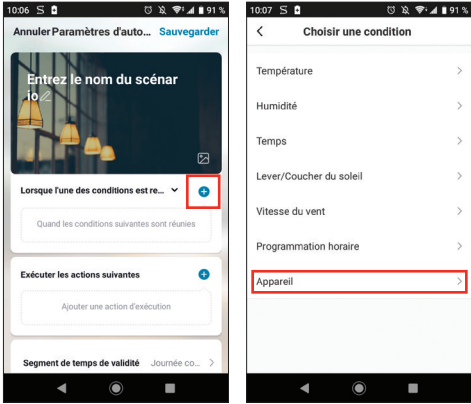 10:06 S 91 %
Annuler Paramètres d'auto... Sauvegarder
Entrez le nom du scénar
io
Lorsque l'une des conditions est re...
Quand les conditions suivantes sont réunies
Exécuter les actions suivantes
Ajouter une action d'exécution
Segment de temps de validité Journée co...
10:07 S 91 %
Choisir une condition
Température
Humidité
Temps
Lever/Coucher du soleil
Vitesse du vent
Programmation horaire
Appareil